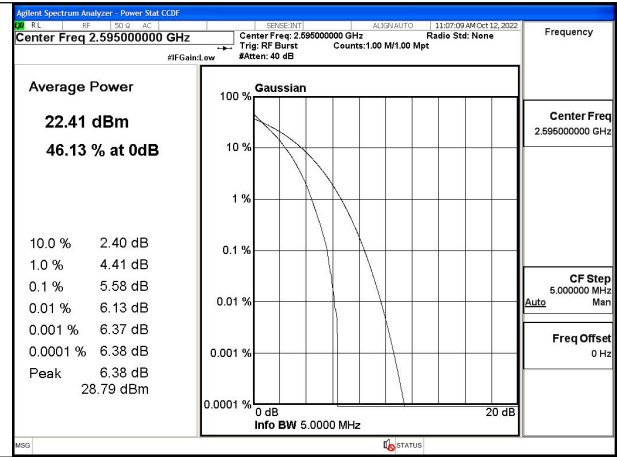 Agilent Spectrum Analyzer - Power Stat CCDF
RL RF 50 Ω AC SENSE:INT ALIGN AUTO 11:07:09 AM Oct 12, 2022
Center Freq 2.595000000 GHz
Center Freq: 2.595000000 GHz Radio Std: None
Trig: RF Burst Counts:1.00 M/1.00 Mpt
#IFGain:Low #Atten: 40 dB
Frequency
Average Power
22.41 dBm
46.13 % at 0dB
10.0 % 2.40 dB
1.0 % 4.41 dB
0.1 % 5.58 dB
0.01 % 6.13 dB
0.001 % 6.37 dB
0.0001 % 6.38 dB
Peak 6.38 dB
28.79 dBm
Gaussian
100 %
10 %
1 %
0.1 %
0.01 %
0.001 %
0.0001 %
0 dB 20 dB
Info BW 5.0000 MHz
Center Freq
2.595000000 GHz
CF Step
5.000000 MHz
Auto Man
Freq Offset
0 Hz
MSG STATUS